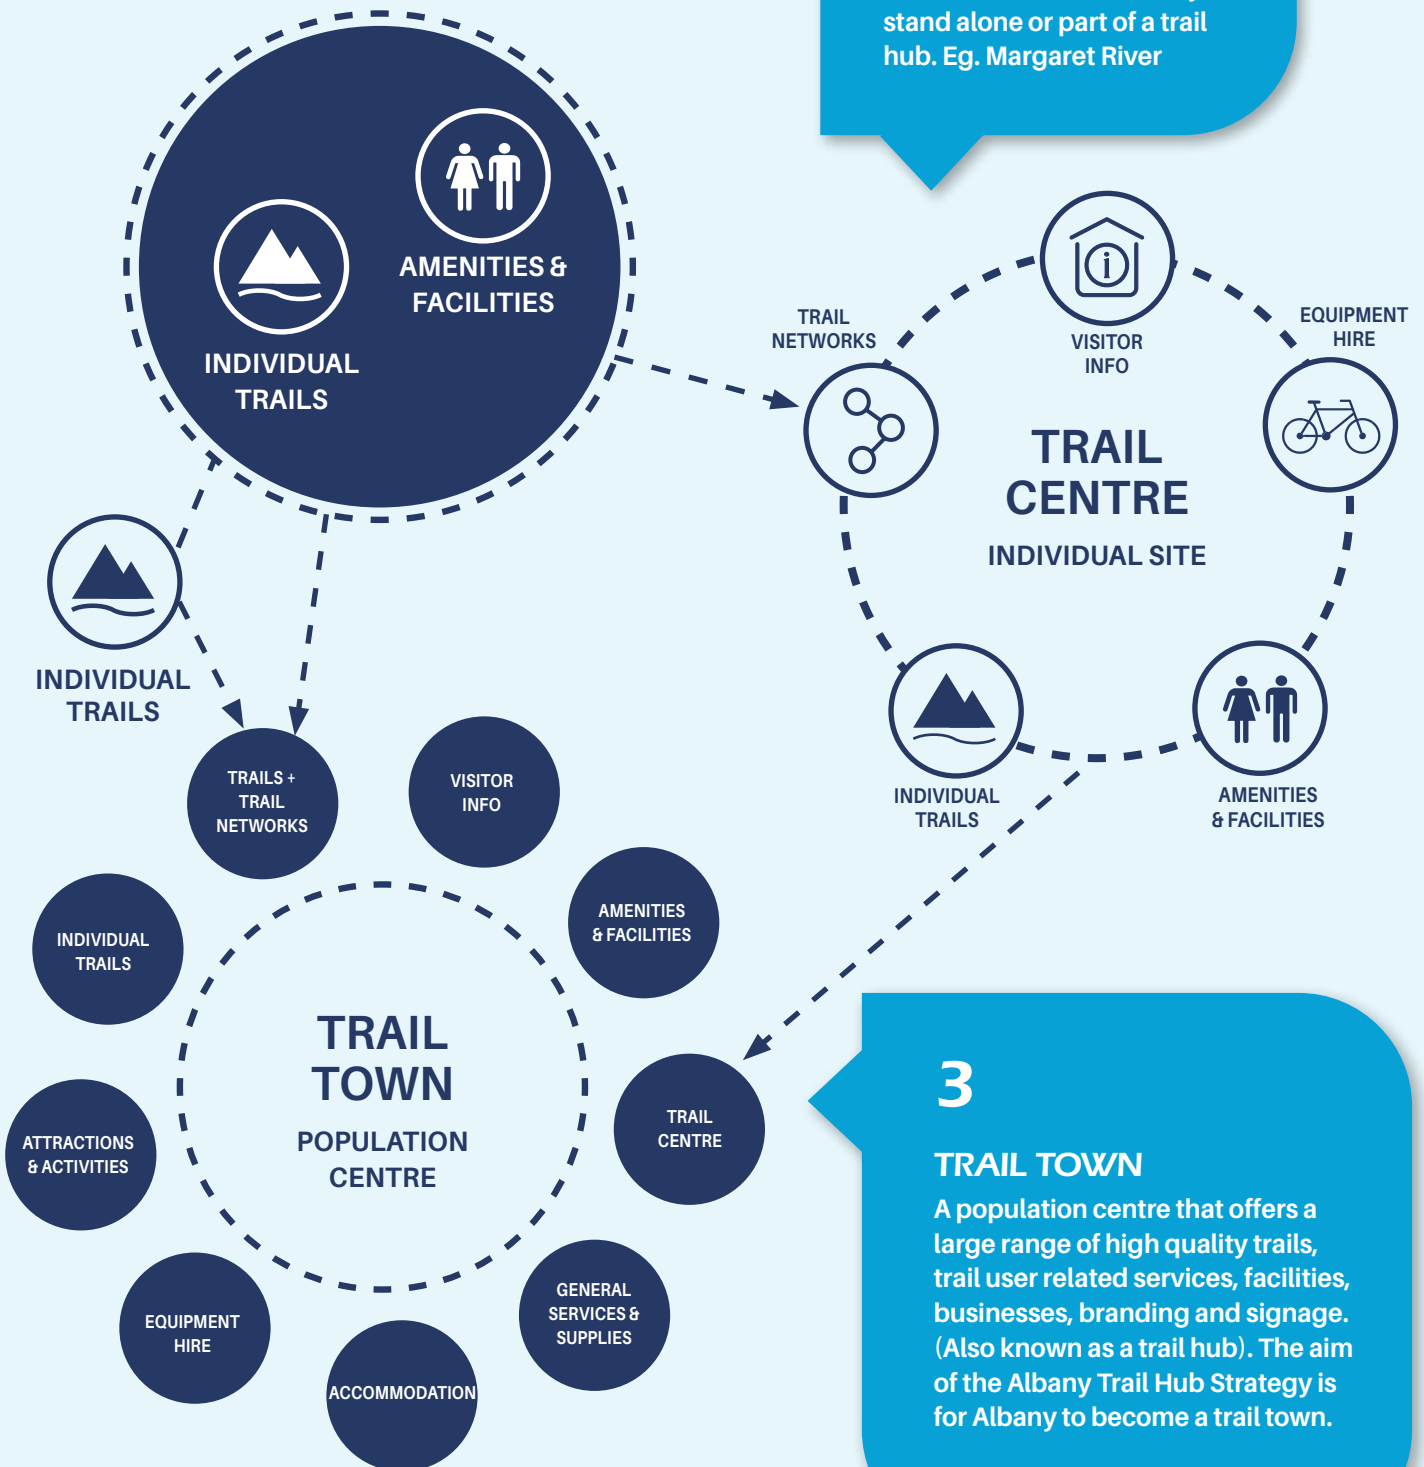 stand alone or part of a trail
hub. Eg. Margaret River
AMENITIES &
FACILITIES
INDIVIDUAL
TRAILS
TRAIL
NETWORKS
VISITOR
INFO
EQUIPMENT
HIRE
TRAIL
CENTRE
INDIVIDUAL SITE
INDIVIDUAL
TRAILS
AMENITIES
& FACILITIES
INDIVIDUAL
TRAILS
TRAILS +
TRAIL
NETWORKS
VISITOR
INFO
AMENITIES
& FACILITIES
INDIVIDUAL
TRAILS
TRAIL
TOWN
POPULATION
CENTRE
TRAIL
CENTRE
ATTRACTIONS
& ACTIVITIES
GENERAL
SERVICES &
SUPPLIES
EQUIPMENT
HIRE
ACCOMMODATION
3
TRAIL TOWN
A population centre that offers a
large range of high quality trails,
trail user related services, facilities,
businesses, branding and signage.
(Also known as a trail hub). The aim
of the Albany Trail Hub Strategy is
for Albany to become a trail town.